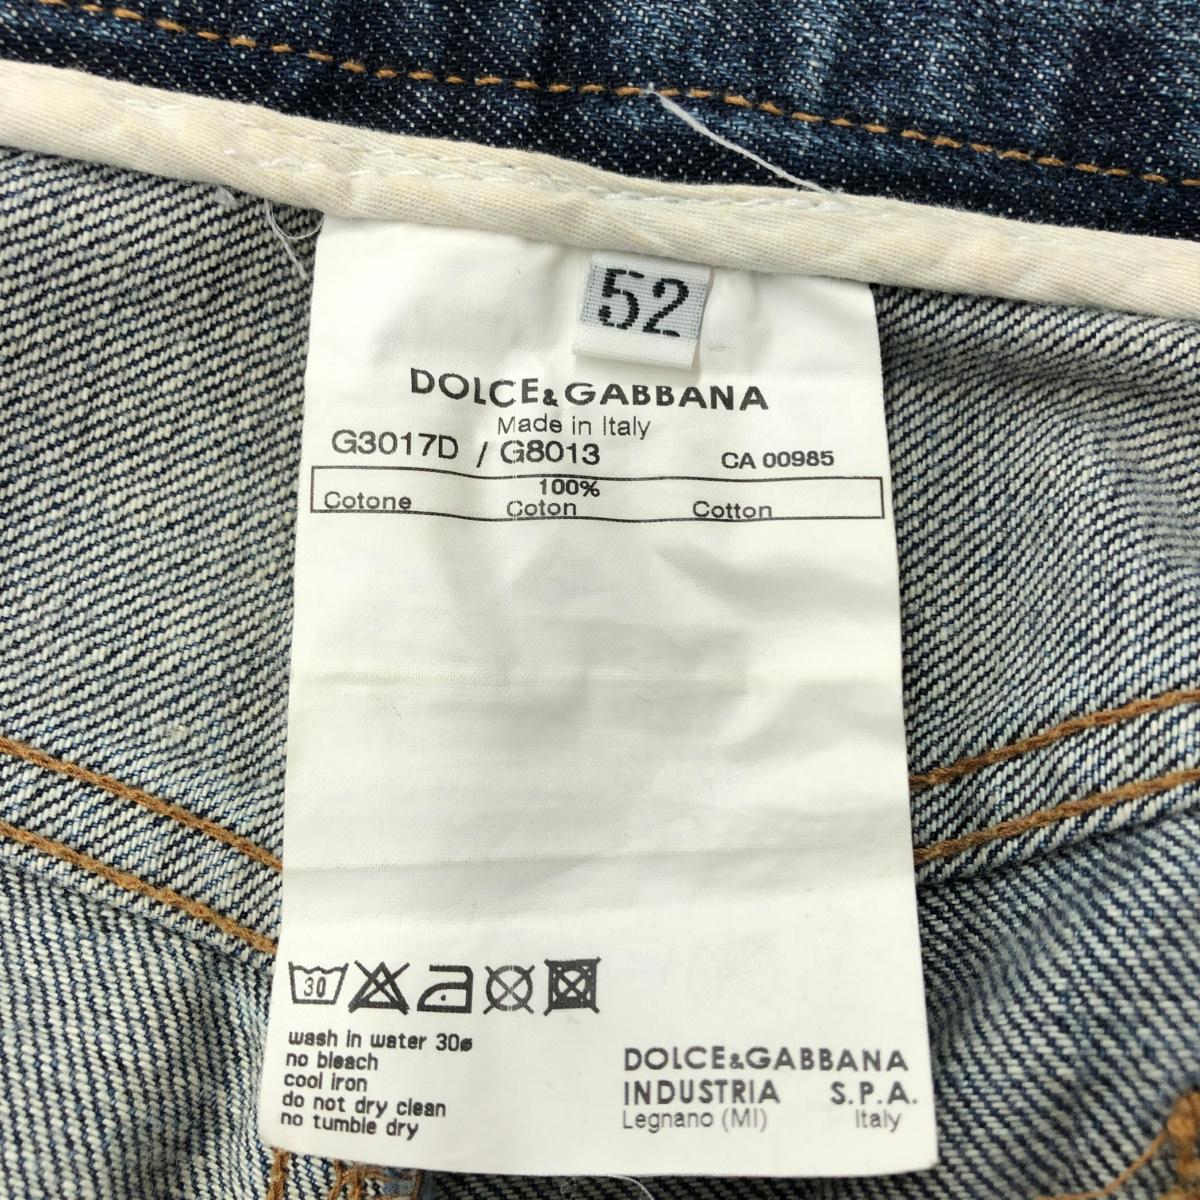 52
DOLCE&GABBANA
Made in Italy
G3017D / G8013 CA 00985
100%
Cotone Coton Cotton
30
wash in water 30ø
no bleach
cool iron
do not dry clean
no tumble dry
DOLCE&GABBANA
INDUSTRIA S.P.A.
Legnano (MI) Italy